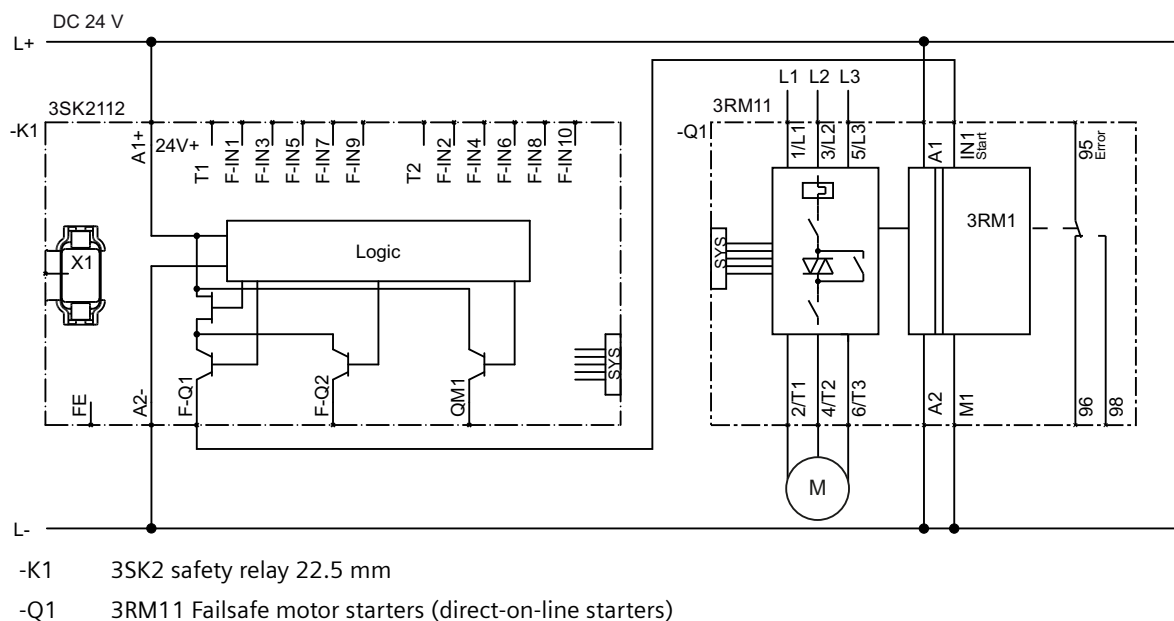 DC 24 V
L+
L1 L2 L3
3SK2112
3RM11
-K1
A1+
24V+
T1
F-IN1
F-IN3
F-IN5
F-IN7
F-IN9
T2
F-IN2
F-IN4
F-IN6
F-IN8
F-IN10
-Q1
1/L1
3/L2
5/L3
A1
IN1
Start
95
Error
X1
Logic
SYS
3RM1
SYS
FE
A2-
F-Q1
F-Q2
QM1
2/T1
4/T2
6/T3
A2
M1
96
98
M
L-
-K1 3SK2 safety relay 22.5 mm
-Q1 3RM11 Failsafe motor starters (direct-on-line starters)